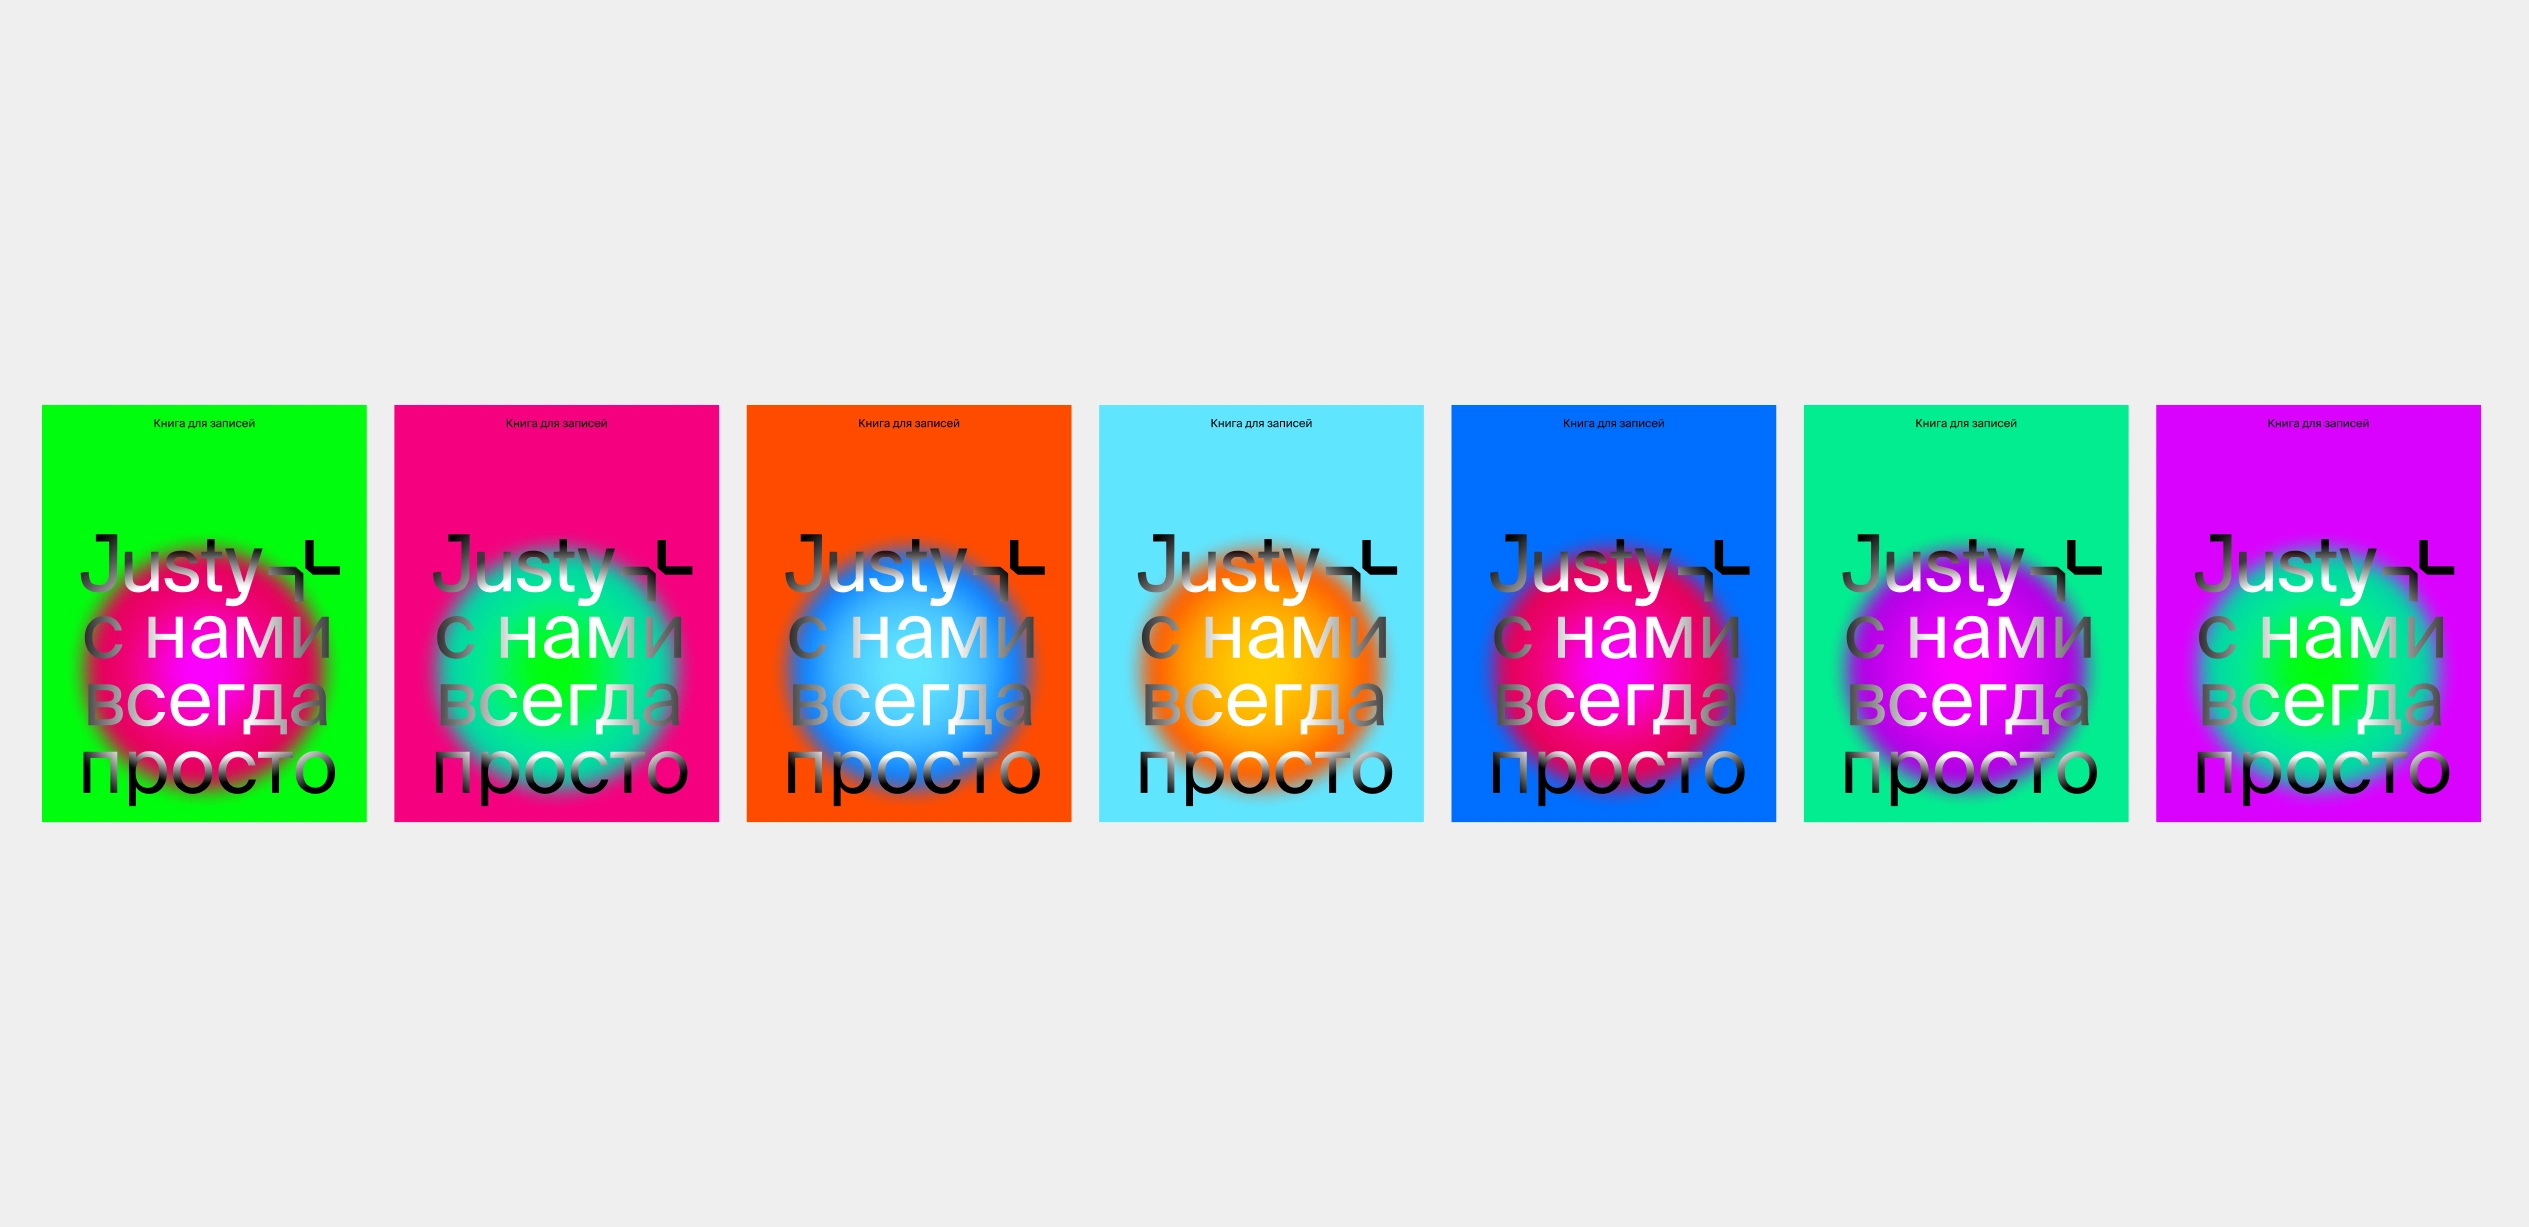 Книга для записей
Justy
с нами
всегда
просто
Книга для записей
Justy
с нами
всегда
просто
Книга для записей
Justy
с нами
всегда
просто
Книга для записей
Justy
с нами
всегда
просто
Книга для записей
Justy
с нами
всегда
просто
Книга для записей
Justy
с нами
всегда
просто
Книга для записей
Justy
с нами
всегда
просто